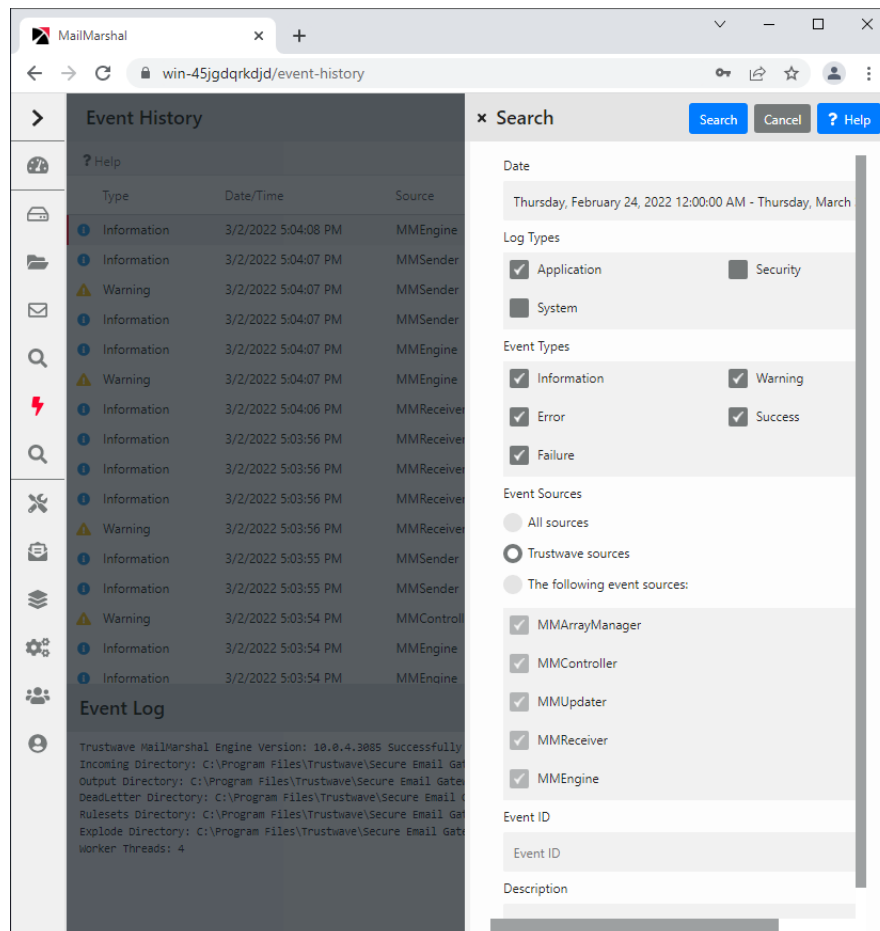 MailMarshal
win-45jgdqrkdjd/event-history
Event History
? Help
Type Date/Time Source
Information 3/2/2022 5:04:08 PM MMEngine
Information 3/2/2022 5:04:07 PM MMSender
Warning 3/2/2022 5:04:07 PM MMSender
Information 3/2/2022 5:04:07 PM MMSender
Information 3/2/2022 5:04:07 PM MMEngine
Warning 3/2/2022 5:04:07 PM MMEngine
Information 3/2/2022 5:04:06 PM MMReceiver
Information 3/2/2022 5:03:56 PM MMReceiver
Information 3/2/2022 5:03:56 PM MMReceiver
Information 3/2/2022 5:03:56 PM MMReceiver
Warning 3/2/2022 5:03:56 PM MMReceiver
Information 3/2/2022 5:03:55 PM MMSender
Information 3/2/2022 5:03:55 PM MMSender
Warning 3/2/2022 5:03:54 PM MMControll
Information 3/2/2022 5:03:54 PM MMEngine
Information 3/2/2022 5:03:54 PM MMEngine
Event Log
Trustwave MailMarshal Engine Version: 10.0.4.3085 Successfully
Incoming Directory: C:\Program Files\Trustwave\Secure Email Gat
Output Directory: C:\Program Files\Trustwave\Secure Email Gatew
DeadLetter Directory: C:\Program Files\Trustwave\Secure Email G
Rulesets Directory: C:\Program Files\Trustwave\Secure Email Gat
Explode Directory: C:\Program Files\Trustwave\Secure Email Gate
Worker Threads: 4
Search
Search Cancel ? Help
Date
Thursday, February 24, 2022 12:00:00 AM - Thursday, March
Log Types
Application Security
System
Event Types
Information Warning
Error Success
Failure
Event Sources
All sources
Trustwave sources
The following event sources:
MMArrayManager
MMController
MMUpdater
MMReceiver
MMEngine
Event ID
Event ID
Description